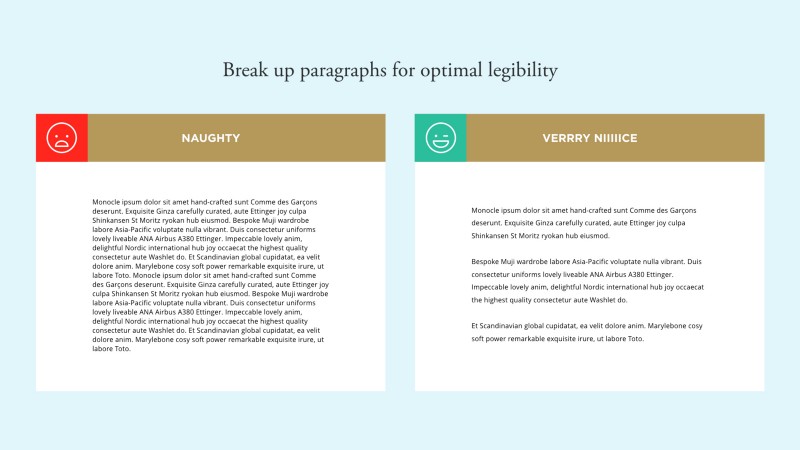 Break up paragraphs for optimal legibility
NAUGHTY
Monocle ipsum dolor sit amet hand-crafted sunt Comme des Garçons
deserunt. Exquisite Ginza carefully curated, aute Ettinger joy culpa
Shinkansen St Moritz ryokan hub eiusmod. Bespoke Muji wardrobe
labore Asia-Pacific voluptate nulla vibrant. Duis consectetur uniforms
lovely liveable ANA Airbus A380 Ettinger. Impeccable lovely anim,
delightful Nordic international hub joy occaecat the highest quality
consectetur aute Washlet do. Et Scandinavian global cupidatat, ea velit
dolore anim. Marylebone cosy soft power remarkable exquisite irure, ut
labore Toto. Monocle ipsum dolor sit amet hand-crafted sunt Comme
des Garçons deserunt. Exquisite Ginza carefully curated, aute Ettinger joy
culpa Shinkansen St Moritz ryokan hub eiusmod. Bespoke Muji wardrobe
labore Asia-Pacific voluptate nulla vibrant. Duis consectetur uniforms
lovely liveable ANA Airbus A380 Ettinger. Impeccable lovely anim,
delightful Nordic international hub joy occaecat the highest quality
consectetur aute Washlet do. Et Scandinavian global cupidatat, ea velit
dolore anim. Marylebone cosy soft power remarkable exquisite irure, ut
labore Toto.
VERRRY NIIIIICE
Monocle ipsum dolor sit amet hand-crafted sunt Comme des Garçons
deserunt. Exquisite Ginza carefully curated, aute Ettinger joy culpa
Shinkansen St Moritz ryokan hub eiusmod.
Bespoke Muji wardrobe labore Asia-Pacific voluptate nulla vibrant. Duis
consectetur uniforms lovely liveable ANA Airbus A380 Ettinger.
Impeccable lovely anim, delightful Nordic international hub joy occaecat
the highest quality consectetur aute Washlet do.
Et Scandinavian global cupidatat, ea velit dolore anim. Marylebone cosy
soft power remarkable exquisite irure, ut labore Toto.